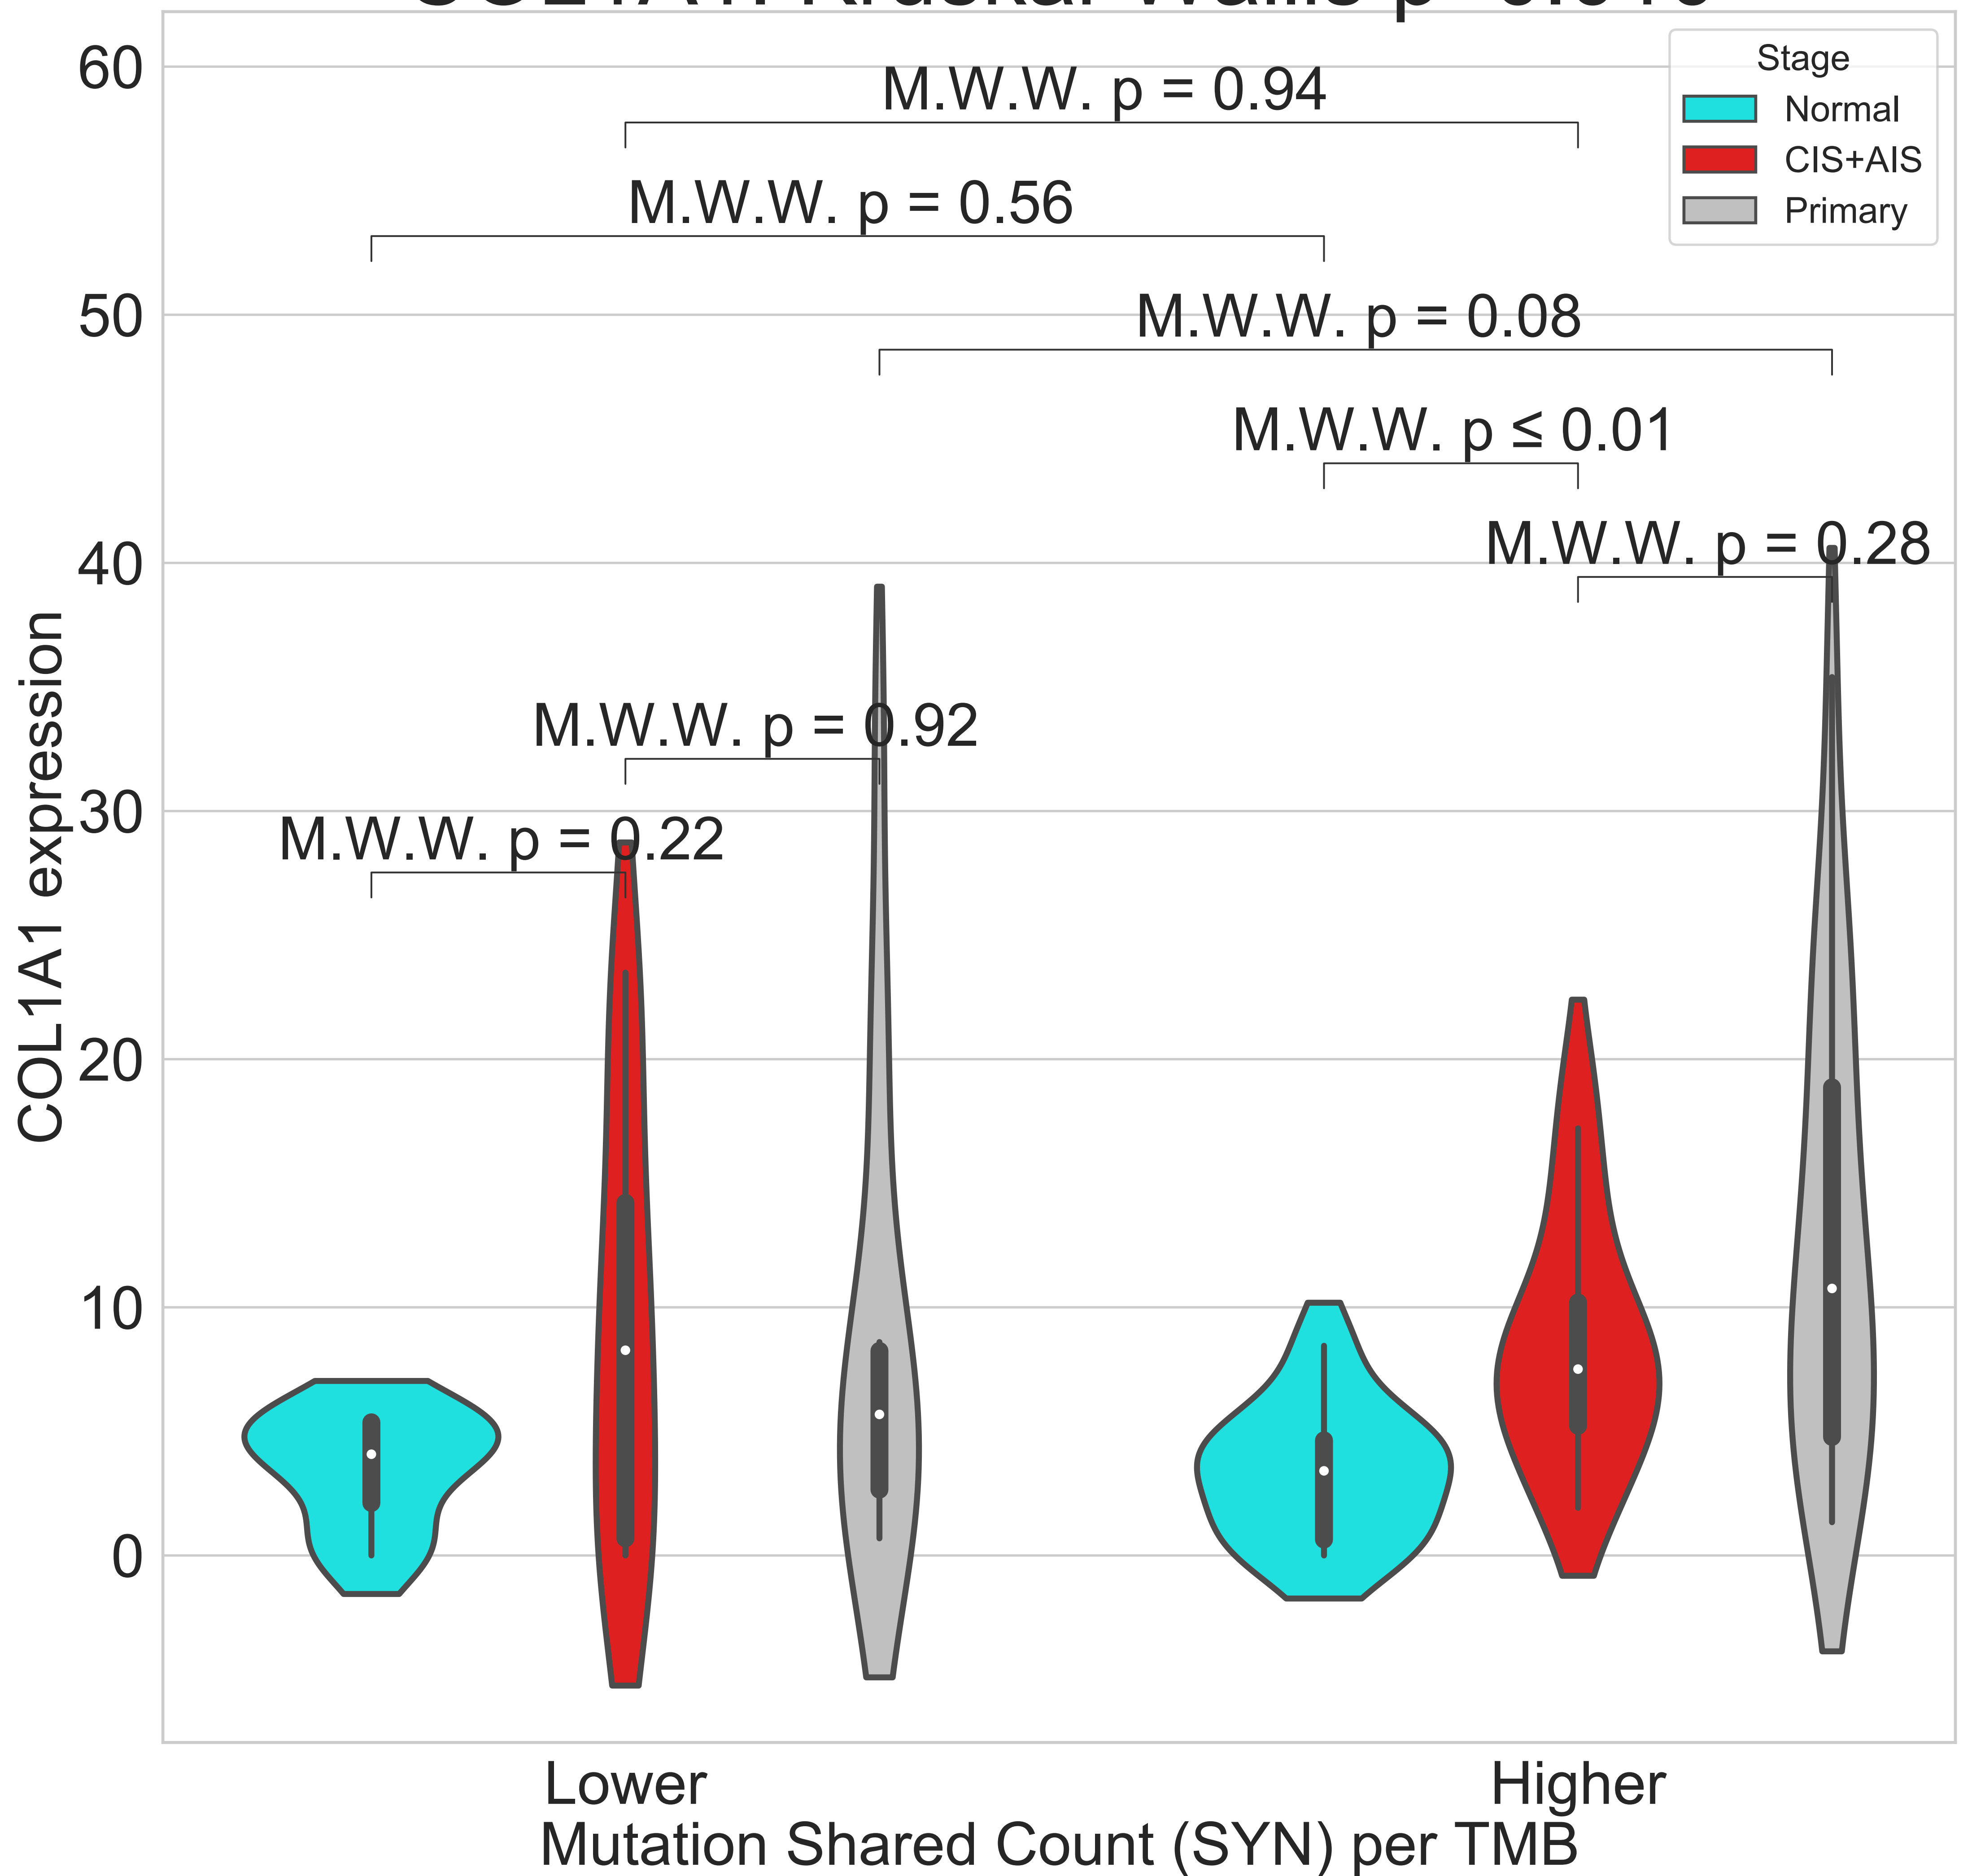 Stage
Normal
CIS+AIS
Primary
M.W.W. p = 0.94
M.W.W. p = 0.56
M.W.W. p = 0.08
M.W.W. p ≤ 0.01
M.W.W. p = 0.28
M.W.W. p = 0.92
M.W.W. p = 0.22
60
50
40
30
20
10
0
COL1A1 expression
Lower
Higher
Mutation Shared Count (SYN) per TMB